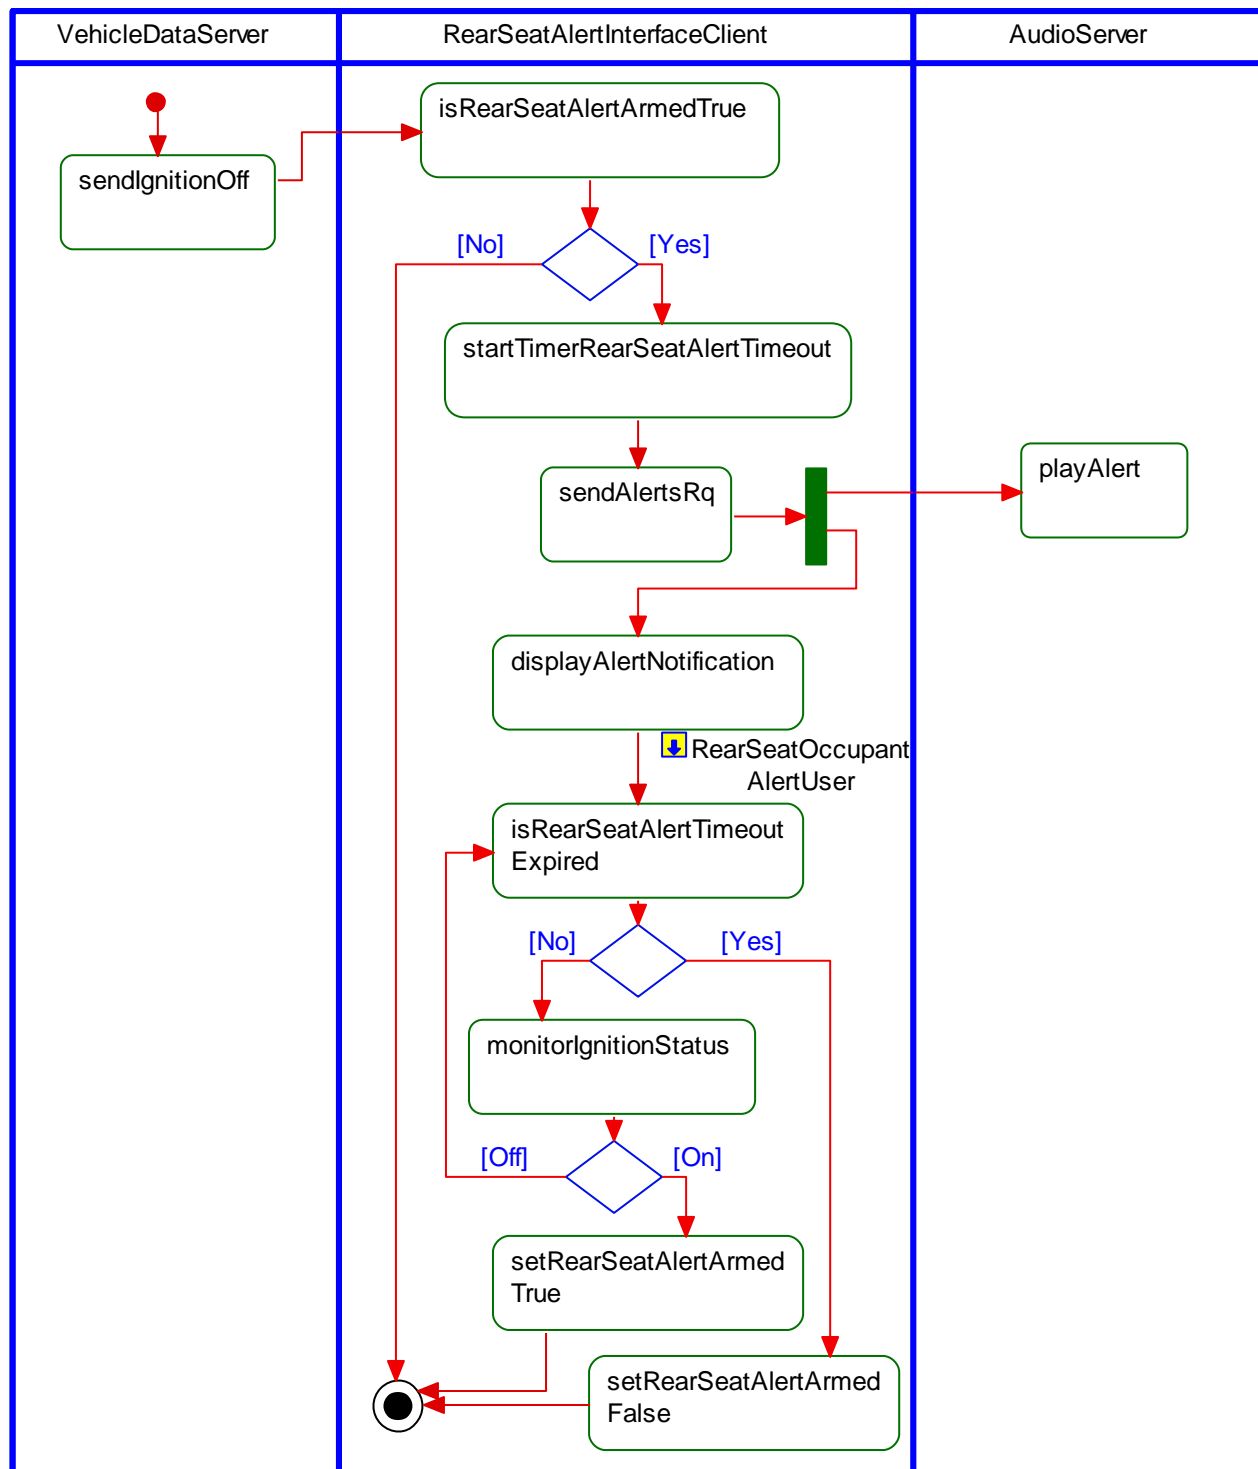 VehicleDataServer
RearSeatAlertInterfaceClient
AudioServer
isRearSeatAlertArmedTrue
sendIgnitionOff
[No]
[Yes]
startTimerRearSeatAlertTimeout
sendAlertsRq
playAlert
displayAlertNotification
RearSeatOccupant
AlertUser
isRearSeatAlertTimeout
Expired
[No]
[Yes]
monitorIgnitionStatus
[Off]
[On]
setRearSeatAlertArmed
True
setRearSeatAlertArmed
False